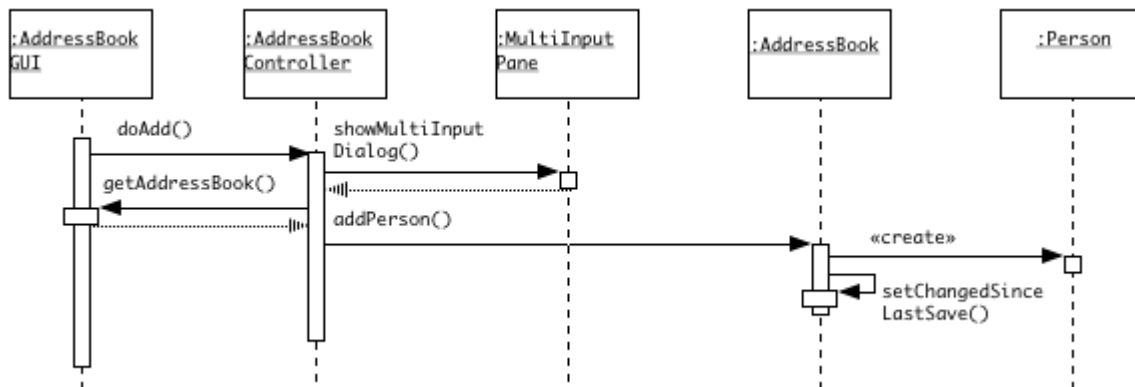 :AddressBook
GUI
:AddressBook
Controller
:MultiInput
Pane
:AddressBook
:Person
doAdd()
showMultiInput
Dialog()
getAddressBook()
addPerson()
«create»
setChangedSince
LastSave()